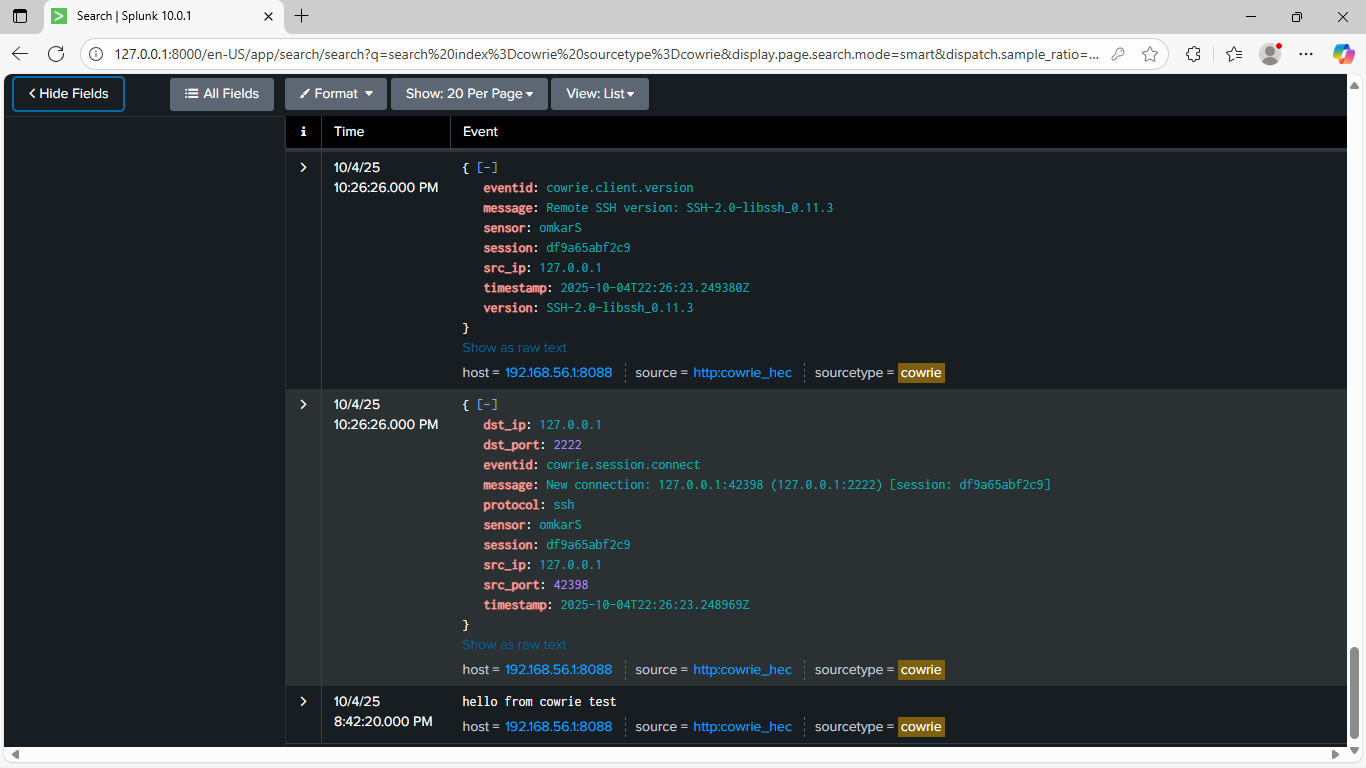 Search | Splunk 10.0.1
127.0.0.1:8000/en-US/app/search/search?q=search%20index%3Dcowrie%20sourcetype%3Dcowrie&display.page.search.mode=smart&dispatch.sample_ratio=...
Hide Fields
All Fields
Format
Show: 20 Per Page
View: List
i Time Event
10/4/25
10:26:26.000 PM
{ [-]
eventid: cowrie.client.version
message: Remote SSH version: SSH-2.0-libssh_0.11.3
sensor: omkarS
session: df9a65abf2c9
src_ip: 127.0.0.1
timestamp: 2025-10-04T22:26:23.249380Z
version: SSH-2.0-libssh_0.11.3
}
Show as raw text
host = 192.168.56.1:8088 source = http:cowrie_hec sourcetype = cowrie
10/4/25
10:26:26.000 PM
{ [-]
dst_ip: 127.0.0.1
dst_port: 2222
eventid: cowrie.session.connect
message: New connection: 127.0.0.1:42398 (127.0.0.1:2222) [session: df9a65abf2c9]
protocol: ssh
sensor: omkarS
session: df9a65abf2c9
src_ip: 127.0.0.1
src_port: 42398
timestamp: 2025-10-04T22:26:23.248969Z
}
Show as raw text
host = 192.168.56.1:8088 source = http:cowrie_hec sourcetype = cowrie
10/4/25
8:42:20.000 PM
hello from cowrie test
host = 192.168.56.1:8088 source = http:cowrie_hec sourcetype = cowrie